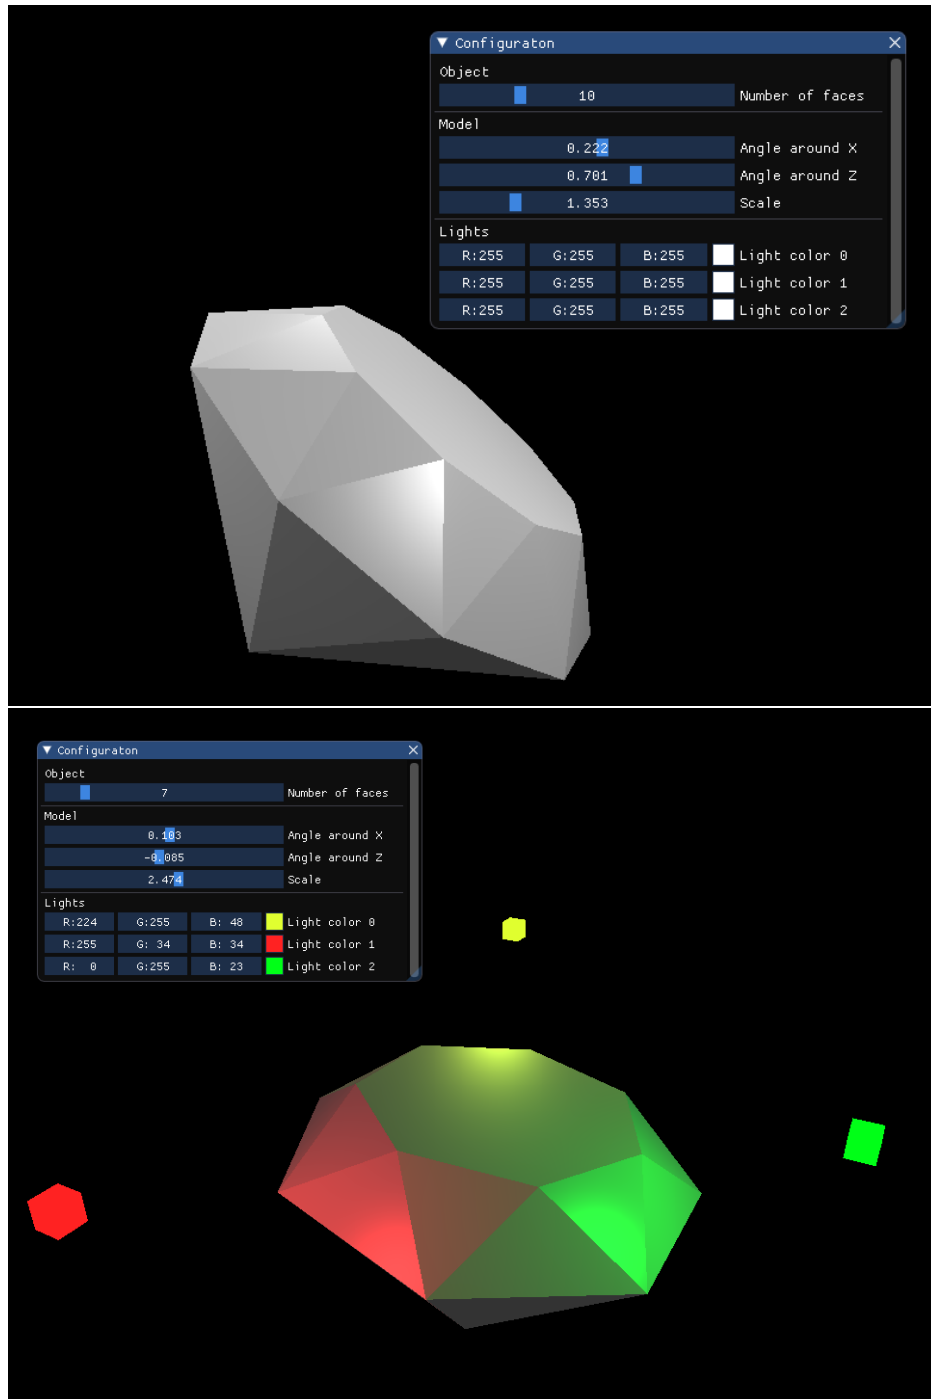 Configuraton
Object
10 Number of faces
Model
0.222 Angle around X
0.701 Angle around Z
1.353 Scale
Lights
R:255 G:255 B:255 Light color 0
R:255 G:255 B:255 Light color 1
R:255 G:255 B:255 Light color 2
Configuraton
Object
7 Number of faces
Model
0.103 Angle around X
-0.085 Angle around Z
2.474 Scale
Lights
R:224 G:255 B: 48 Light color 0
R:255 G: 34 B: 34 Light color 1
R: 0 G:255 B: 23 Light color 2